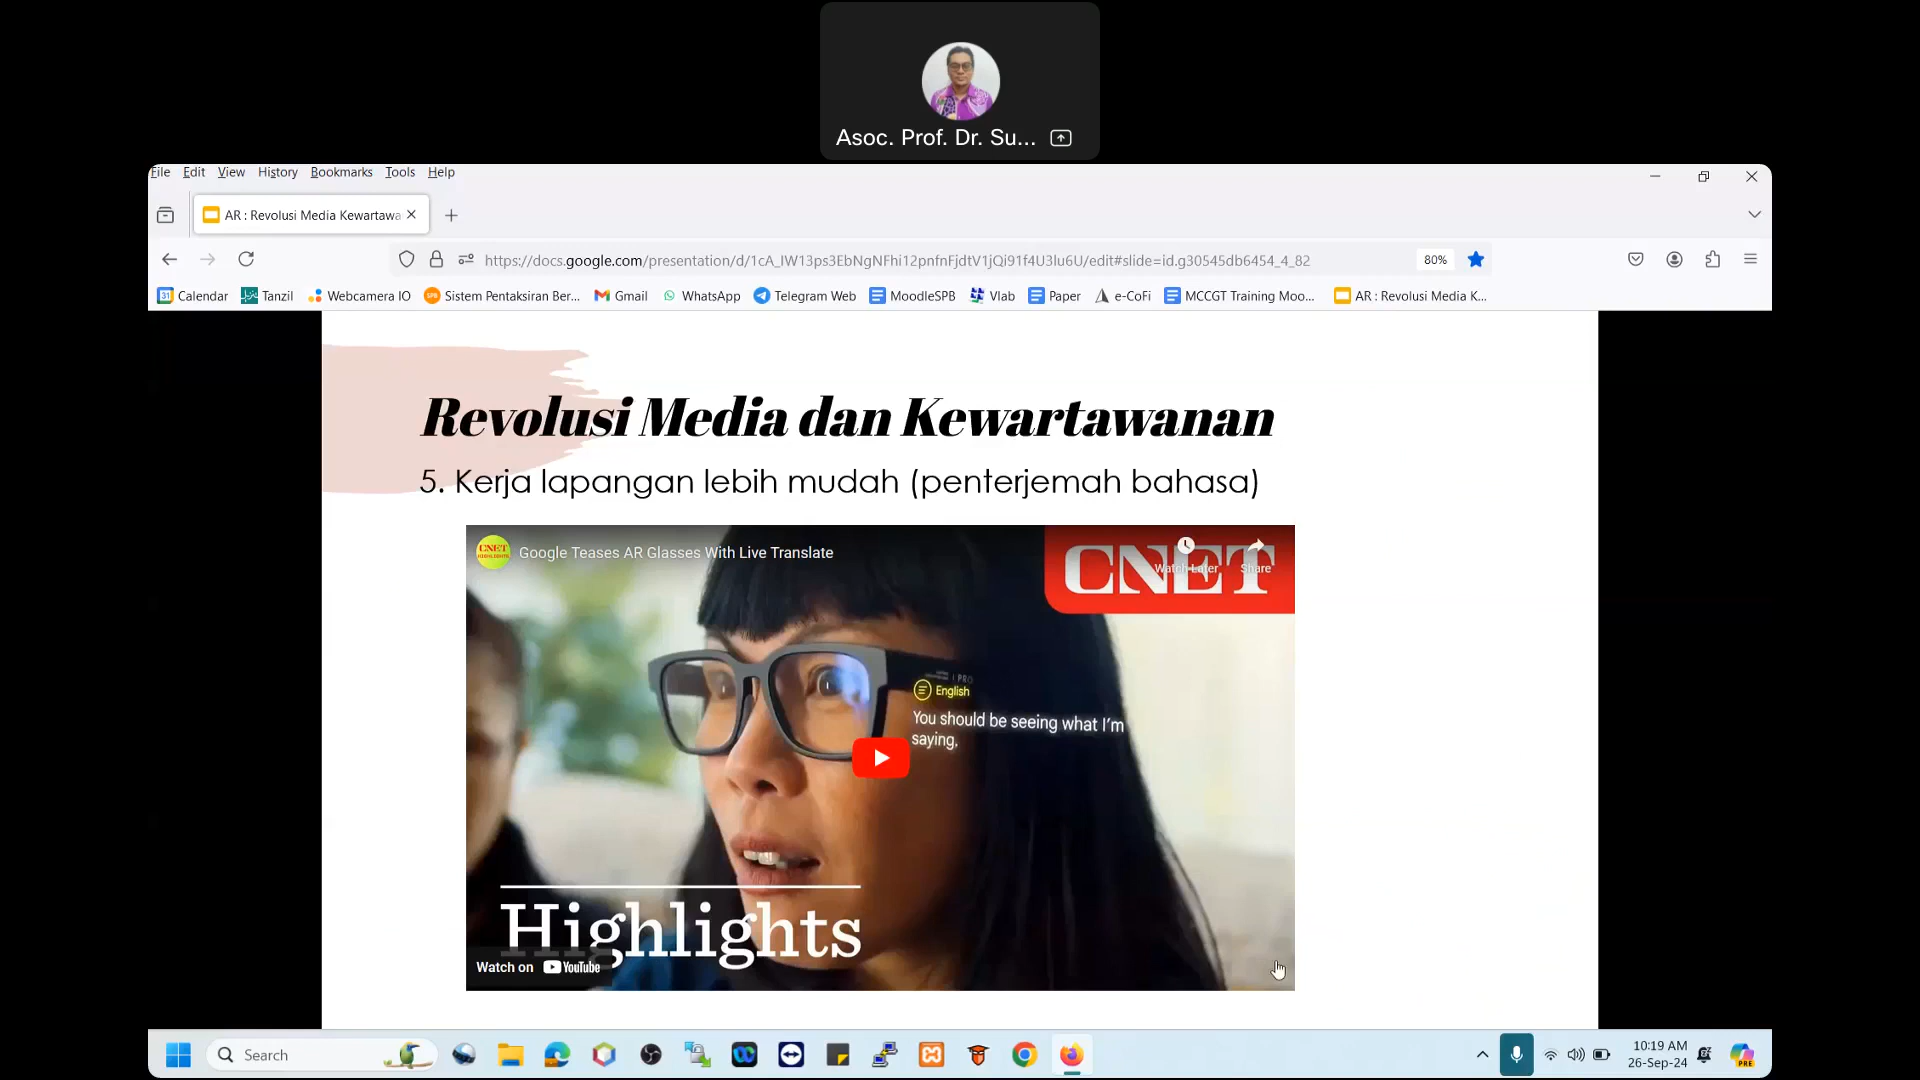 Asoc. Prof. Dr. Su...
File Edit View History Bookmarks Tools Help
AR : Revolusi Media Kewartawa
https://docs.google.com/presentation/d/1cA_IW13ps3EbNgNFhi12pnfnFjdtV1jQi91f4U3lu6U/edit#slide=id.g30545db6454_4_82 80%
Calendar Tanzil Webcamera IO Sistem Pentaksiran Ber... Gmail WhatsApp Telegram Web MoodleSPB Vlab Paper e-CoFi MCCGT Training Moo... AR : Revolusi Media K...
Revolusi Media dan Kewartawanan
5. Kerja lapangan lebih mudah (penterjemah bahasa)
CNET HIGHLIGHTS
Google Teases AR Glasses With Live Translate
CNET
Watch Later Share
PRO
English
You should be seeing what I'm
saying.
Highlights
Watch on YouTube
Search
10:19 AM
26-Sep-24
PRE